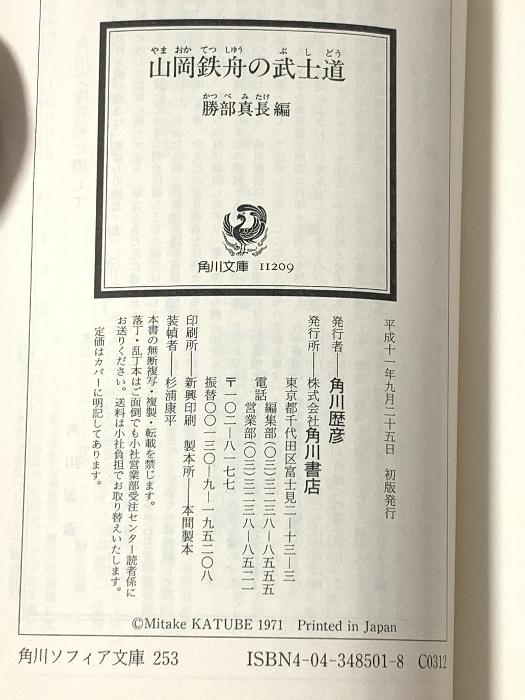 やまおかてつしゅう ぶしどう
山岡鉄舟の武士道
かつべみたけ
勝部真長編
角川文庫 11209
平成十一年九月二十五日 初版発行
発行者――角川歴彦
発行所――株式会社角川書店
東京都千代田区富士見二―十三―三
電話 編集部(〇三)三二三八―八五五五
営業部(〇三)三二三八―八五二一
〒一〇二―八一七七
振替〇〇一三〇―九―一九五二〇八
印刷所――新興印刷 製本所――本間製本
装幀者――杉浦康平
本書の無断複写・複製・転載を禁じます。
落丁・乱丁本はご面倒でも小社営業部受注センター読者係に
お送りください。送料は小社負担でお取り替えいたします。
定価はカバーに明記してあります。
©Mitake KATUBE 1971 Printed in Japan
角川ソフィア文庫 253 ISBN4-04-348501-8 C0312